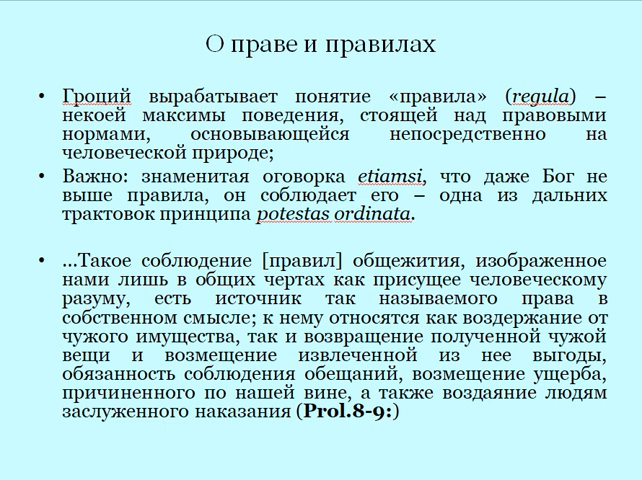 О праве и правилах
• Гроций вырабатывает понятие «правила» (regula) –
некоей максимы поведения, стоящей над правовыми
нормами, основывающейся непосредственно на
человеческой природе;
• Важно: знаменитая оговорка etiamsi, что даже Бог не
выше правила, он соблюдает его – одна из дальних
трактовок принципа potestas ordinata.
• …Такое соблюдение [правил] общежития, изображенное
нами лишь в общих чертах как присущее человеческому
разуму, есть источник так называемого права в
собственном смысле; к нему относятся как воздержание от
чужого имущества, так и возвращение полученной чужой
вещи и возмещение извлеченной из нее выгоды,
обязанность соблюдения обещаний, возмещение ущерба,
причиненного по нашей вине, а также воздаяние людям
заслуженного наказания (Prol.8-9:)